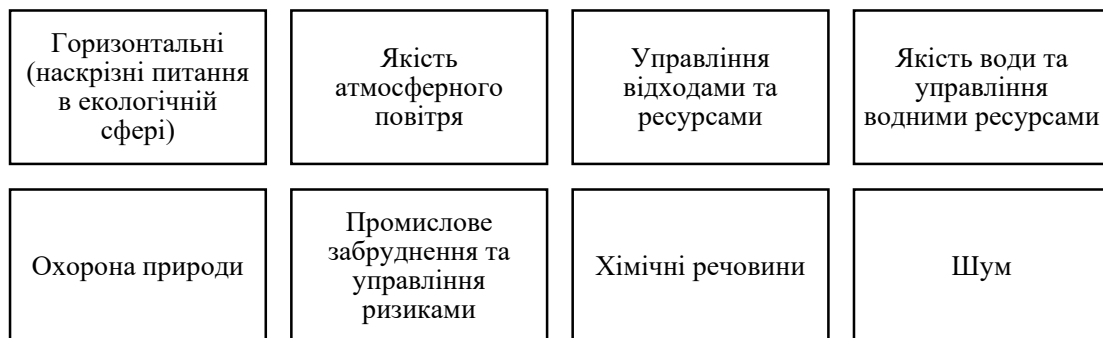 Горизонтальні
(наскрізні питання
в екологічній
сфері)
Якість
атмосферного
повітря
Управління
відходами та
ресурсами
Якість води та
управління
водними ресурсами
Охорона природи
Промислове
забруднення та
управління
ризиками
Хімічні речовини
Шум